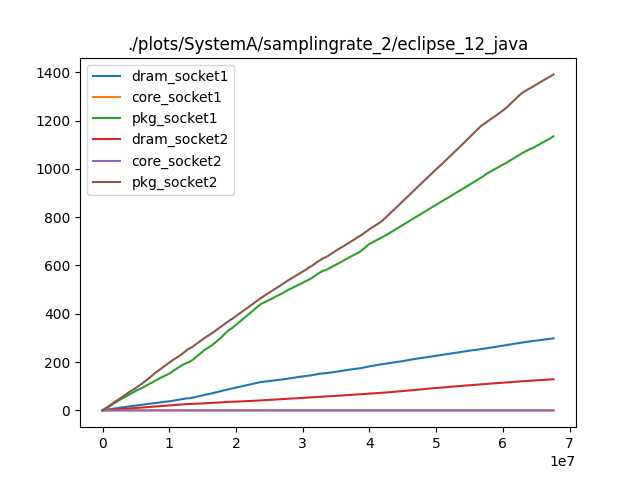 ./plots/SystemA/samplingrate_2/eclipse_12_java
dram_socket1
core_socket1
pkg_socket1
dram_socket2
core_socket2
pkg_socket2
1400
1200
1000
800
600
400
200
0
0 1 2 3 4 5 6 7
1e7